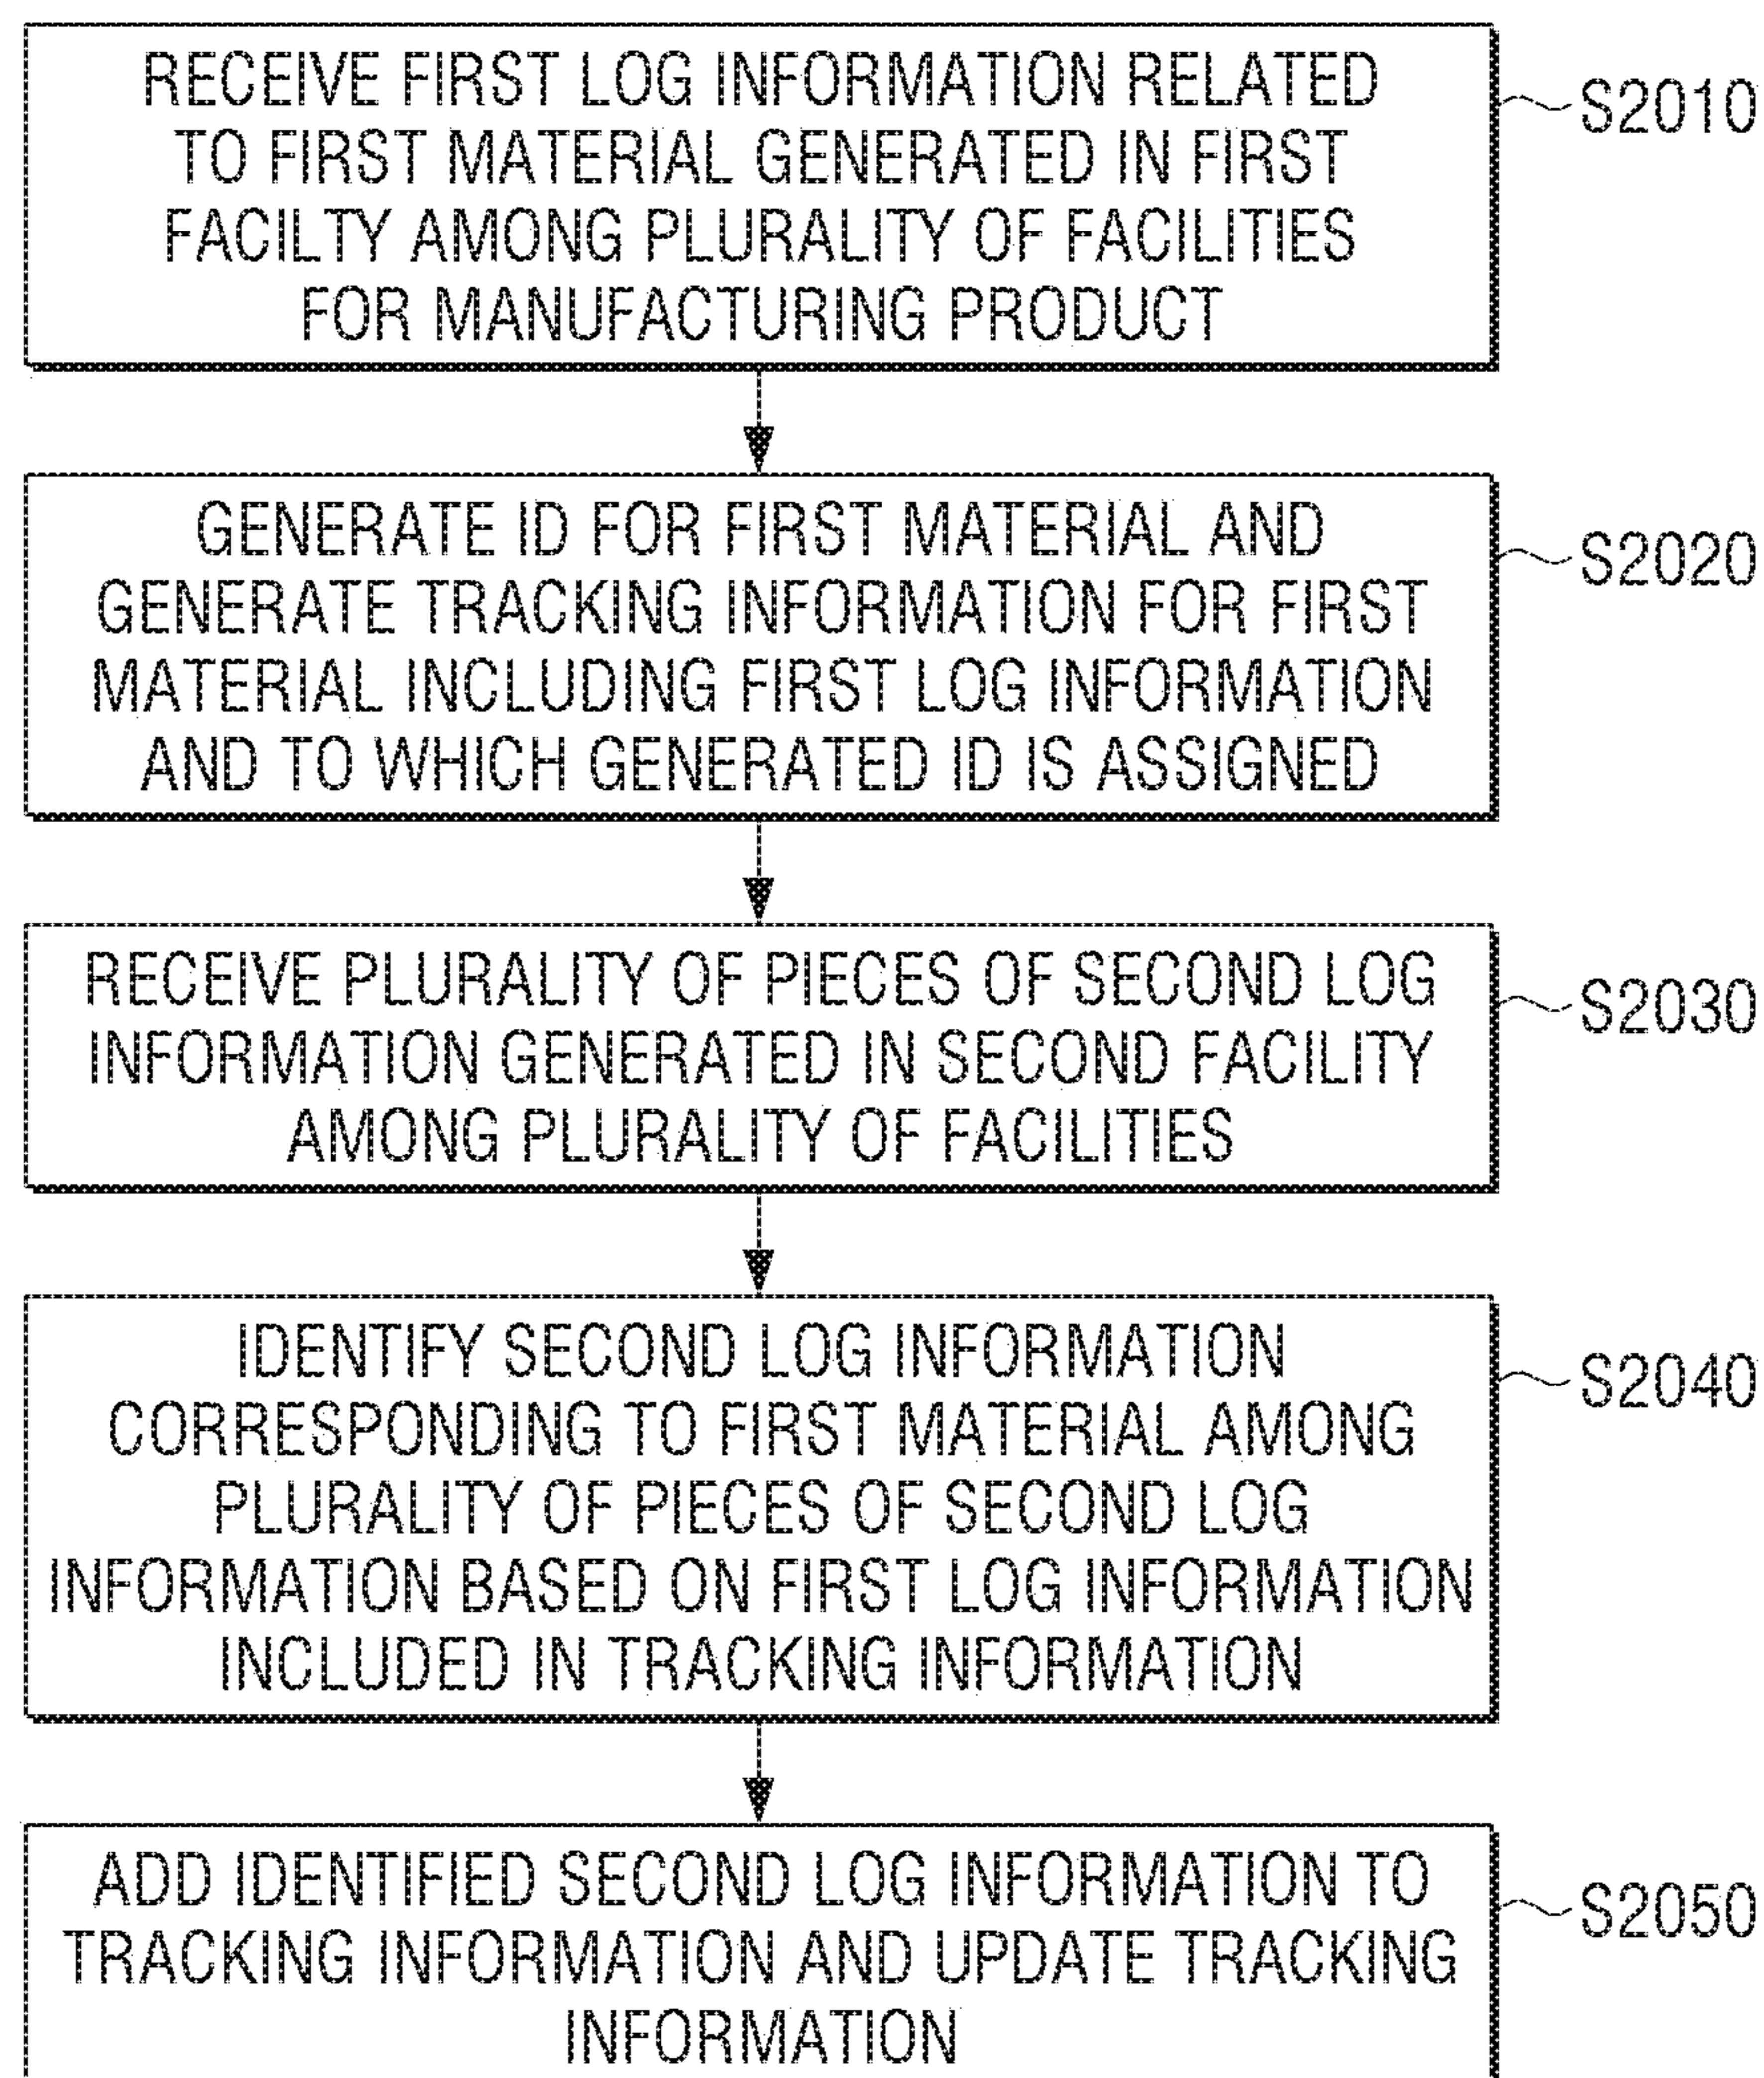 RECEIVE FIRST LOG INFORMATION RELATED
TO FIRST MATERIAL GENERATED IN FIRST
FACILTY AMONG PLURALITY OF FACILITIES
FOR MANUFACTURING PRODUCT
S2010
GENERATE ID FOR FIRST MATERIAL AND
GENERATE TRACKING INFORMATION FOR FIRST
MATERIAL INCLUDING FIRST LOG INFORMATION
AND TO WHICH GENERATED ID IS ASSIGNED
S2020
RECEIVE PLURALITY OF PIECES OF SECOND LOG
INFORMATION GENERATED IN SECOND FACILITY
AMONG PLURALITY OF FACILITIES
S2030
IDENTIFY SECOND LOG INFORMATION
CORRESPONDING TO FIRST MATERIAL AMONG
PLURALITY OF PIECES OF SECOND LOG
INFORMATION BASED ON FIRST LOG INFORMATION
INCLUDED IN TRACKING INFORMATION
S2040
ADD IDENTIFIED SECOND LOG INFORMATION TO
TRACKING INFORMATION AND UPDATE TRACKING
INFORMATION
S2050